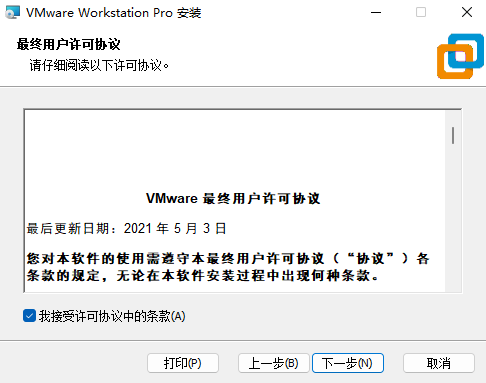 VMware Workstation Pro 安装
最终用户许可协议
请仔细阅读以下许可协议。
VMware 最终用户许可协议
最后更新日期：2021 年 5 月 3 日
您对本软件的使用需遵守本最终用户许可协议（“协议”）各
条款的规定，无论在本软件安装过程中出现何种条款。
我接受许可协议中的条款(A)
打印(P) 上一步(B) 下一步(N) 取消